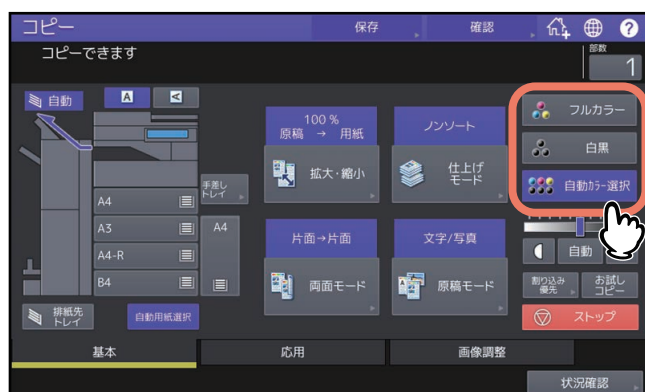 コピー
保存
確認
?
コピーできます
部数
1
自動
A
A
100 %
原稿 → 用紙
ノンソート
拡大・縮小
仕上げ
モード
フルカラー
白黒
自動ｶﾗｰ選択
手差し
トレイ
A4
A3
A4
A4-R
B4
片面→片面
文字/写真
両面モード
原稿モード
自動
割り込み
優先
お試し
コピー
排紙先
トレイ
自動用紙選択
ストップ
基本
応用
画像調整
状況確認